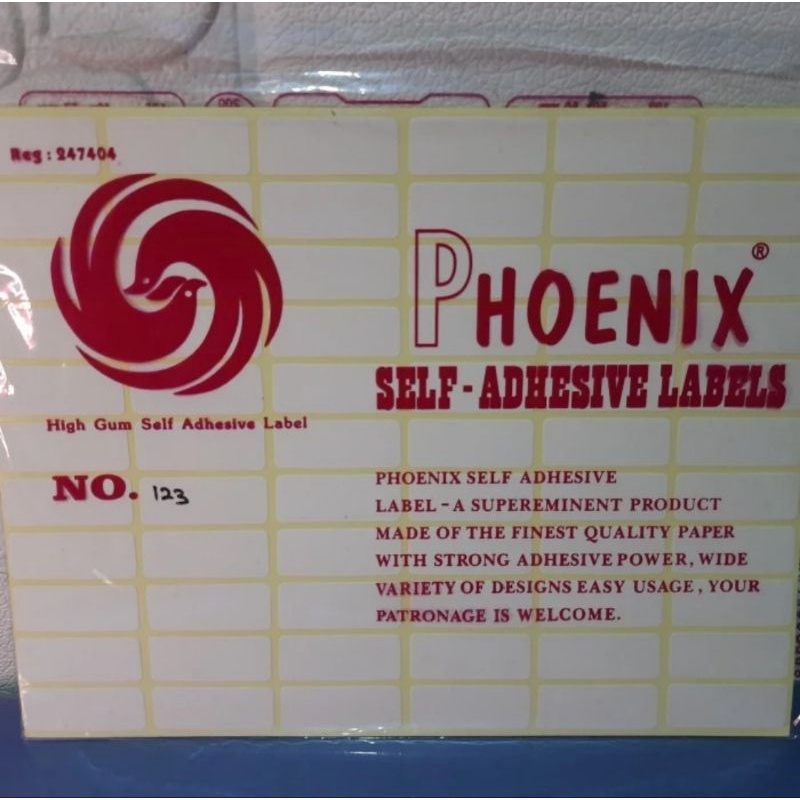 Reg : 247404
PHOENIX®
SELF-ADHESIVE LABELS
High Gum Self Adhesive Label
NO. 123
PHOENIX SELF ADHESIVE
LABEL - A SUPEREMINENT PRODUCT
MADE OF THE FINEST QUALITY PAPER
WITH STRONG ADHESIVE POWER, WIDE
VARIETY OF DESIGNS EASY USAGE, YOUR
PATRONAGE IS WELCOME.